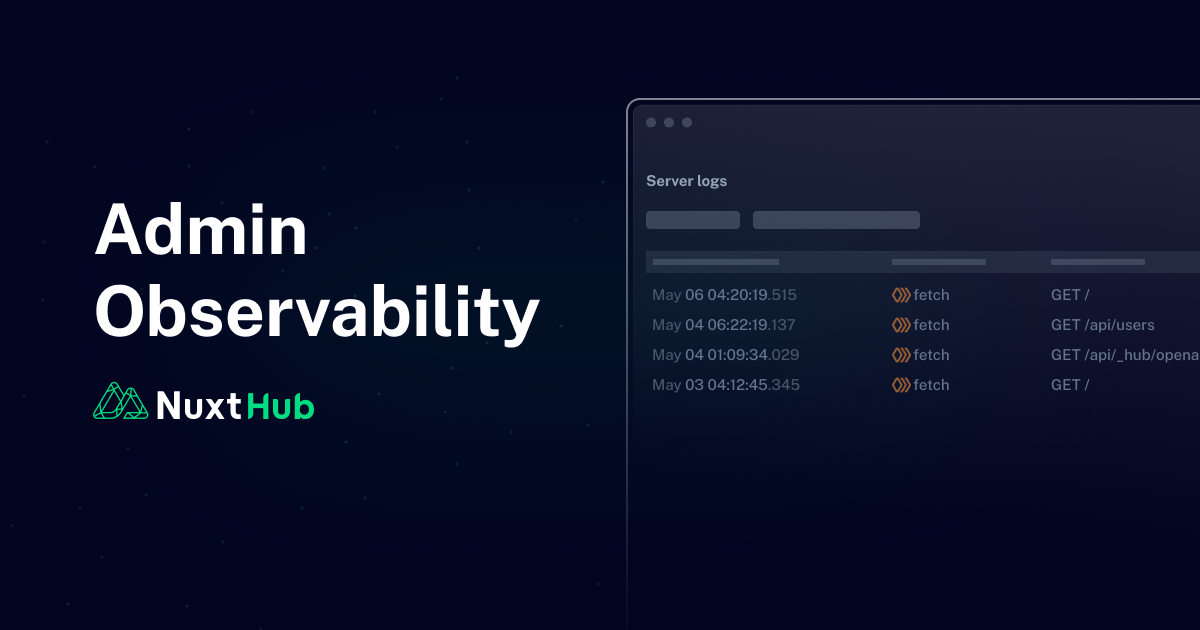 Admin
Observability
NuxtHub
Server logs
May 06 04:20:19.515 fetch GET /
May 04 06:22:19.137 fetch GET /api/users
May 04 01:09:34.029 fetch GET /api/_hub/opena
May 03 04:12:45.345 fetch GET /